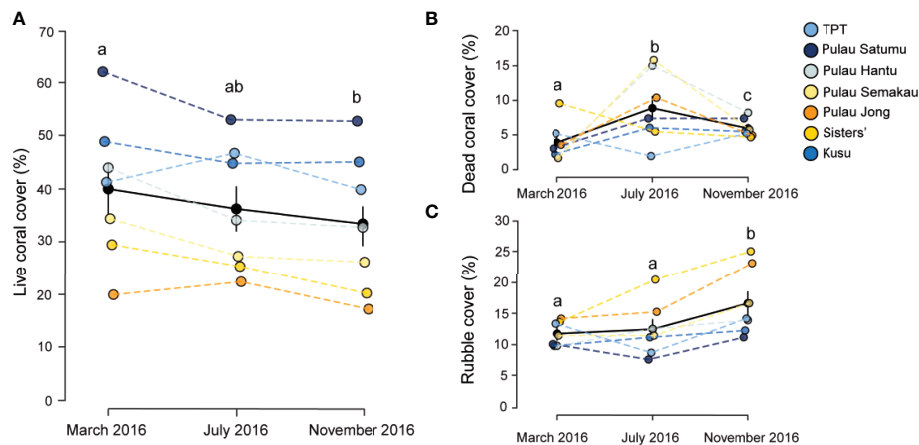 A
Live coral cover (%)
70
60
50
40
30
20
10
0
a
ab
b
March 2016 July 2016 November 2016
B
Dead coral cover (%)
20
15
10
5
0
a
b
c
March 2016 July 2016 November 2016
C
Rubble cover (%)
30
25
20
15
10
5
0
a
a
b
March 2016 July 2016 November 2016
TPT
Pulau Satumu
Pulau Hantu
Pulau Semakau
Pulau Jong
Sisters'
Kusu